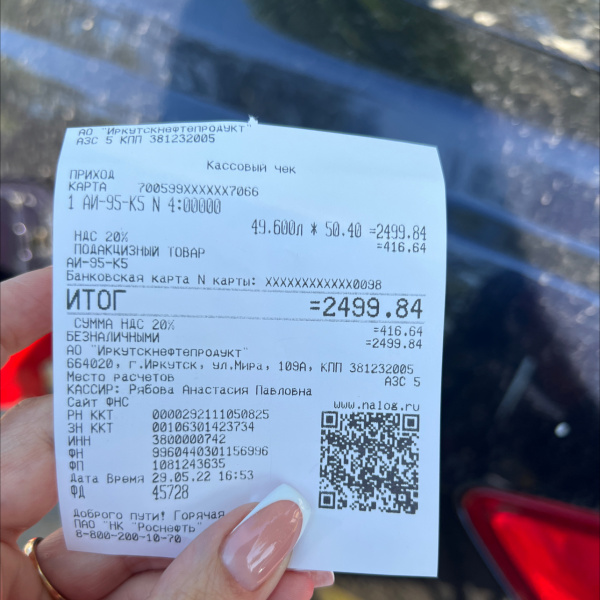 АО "Иркутскнефтепродукт"
АЗС 5 КПП 381232005
Кассовый чек
ПРИХОД
КАРТА 700599XXXXXX7066
1 АИ-95-К5 N 4:00000
49.600л * 50.40 =2499.84
НДС 20% =416.64
ПОДАКЦИЗНЫЙ ТОВАР
АИ-95-К5
Банковская карта N карты: XXXXXXXXXXXX0098
ИТОГ =2499.84
СУММА НДС 20% =416.64
БЕЗНАЛИЧНЫМИ =2499.84
АО "Иркутскнефтепродукт"
664020, г.Иркутск, ул.Мира, 109А, КПП 381232005
Место расчетов АЗС 5
КАССИР: Рябова Анастасия Павловна
Сайт ФНС www.nalog.ru
РН ККТ 0000292111050825
ЗН ККТ 00106301423734
ИНН 3800000742
ФН 9960440301156996
ФП 1081243635
Дата Время 29.05.22 16:53
ФД 45728
Доброго пути! Горячая
ПАО "НК "Роснефть"
8-800-200-10-70